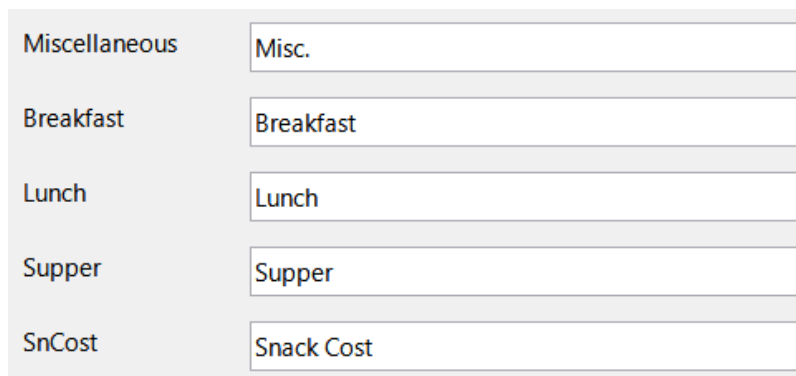 Miscellaneous Misc.
Breakfast Breakfast
Lunch Lunch
Supper Supper
SnCost Snack Cost